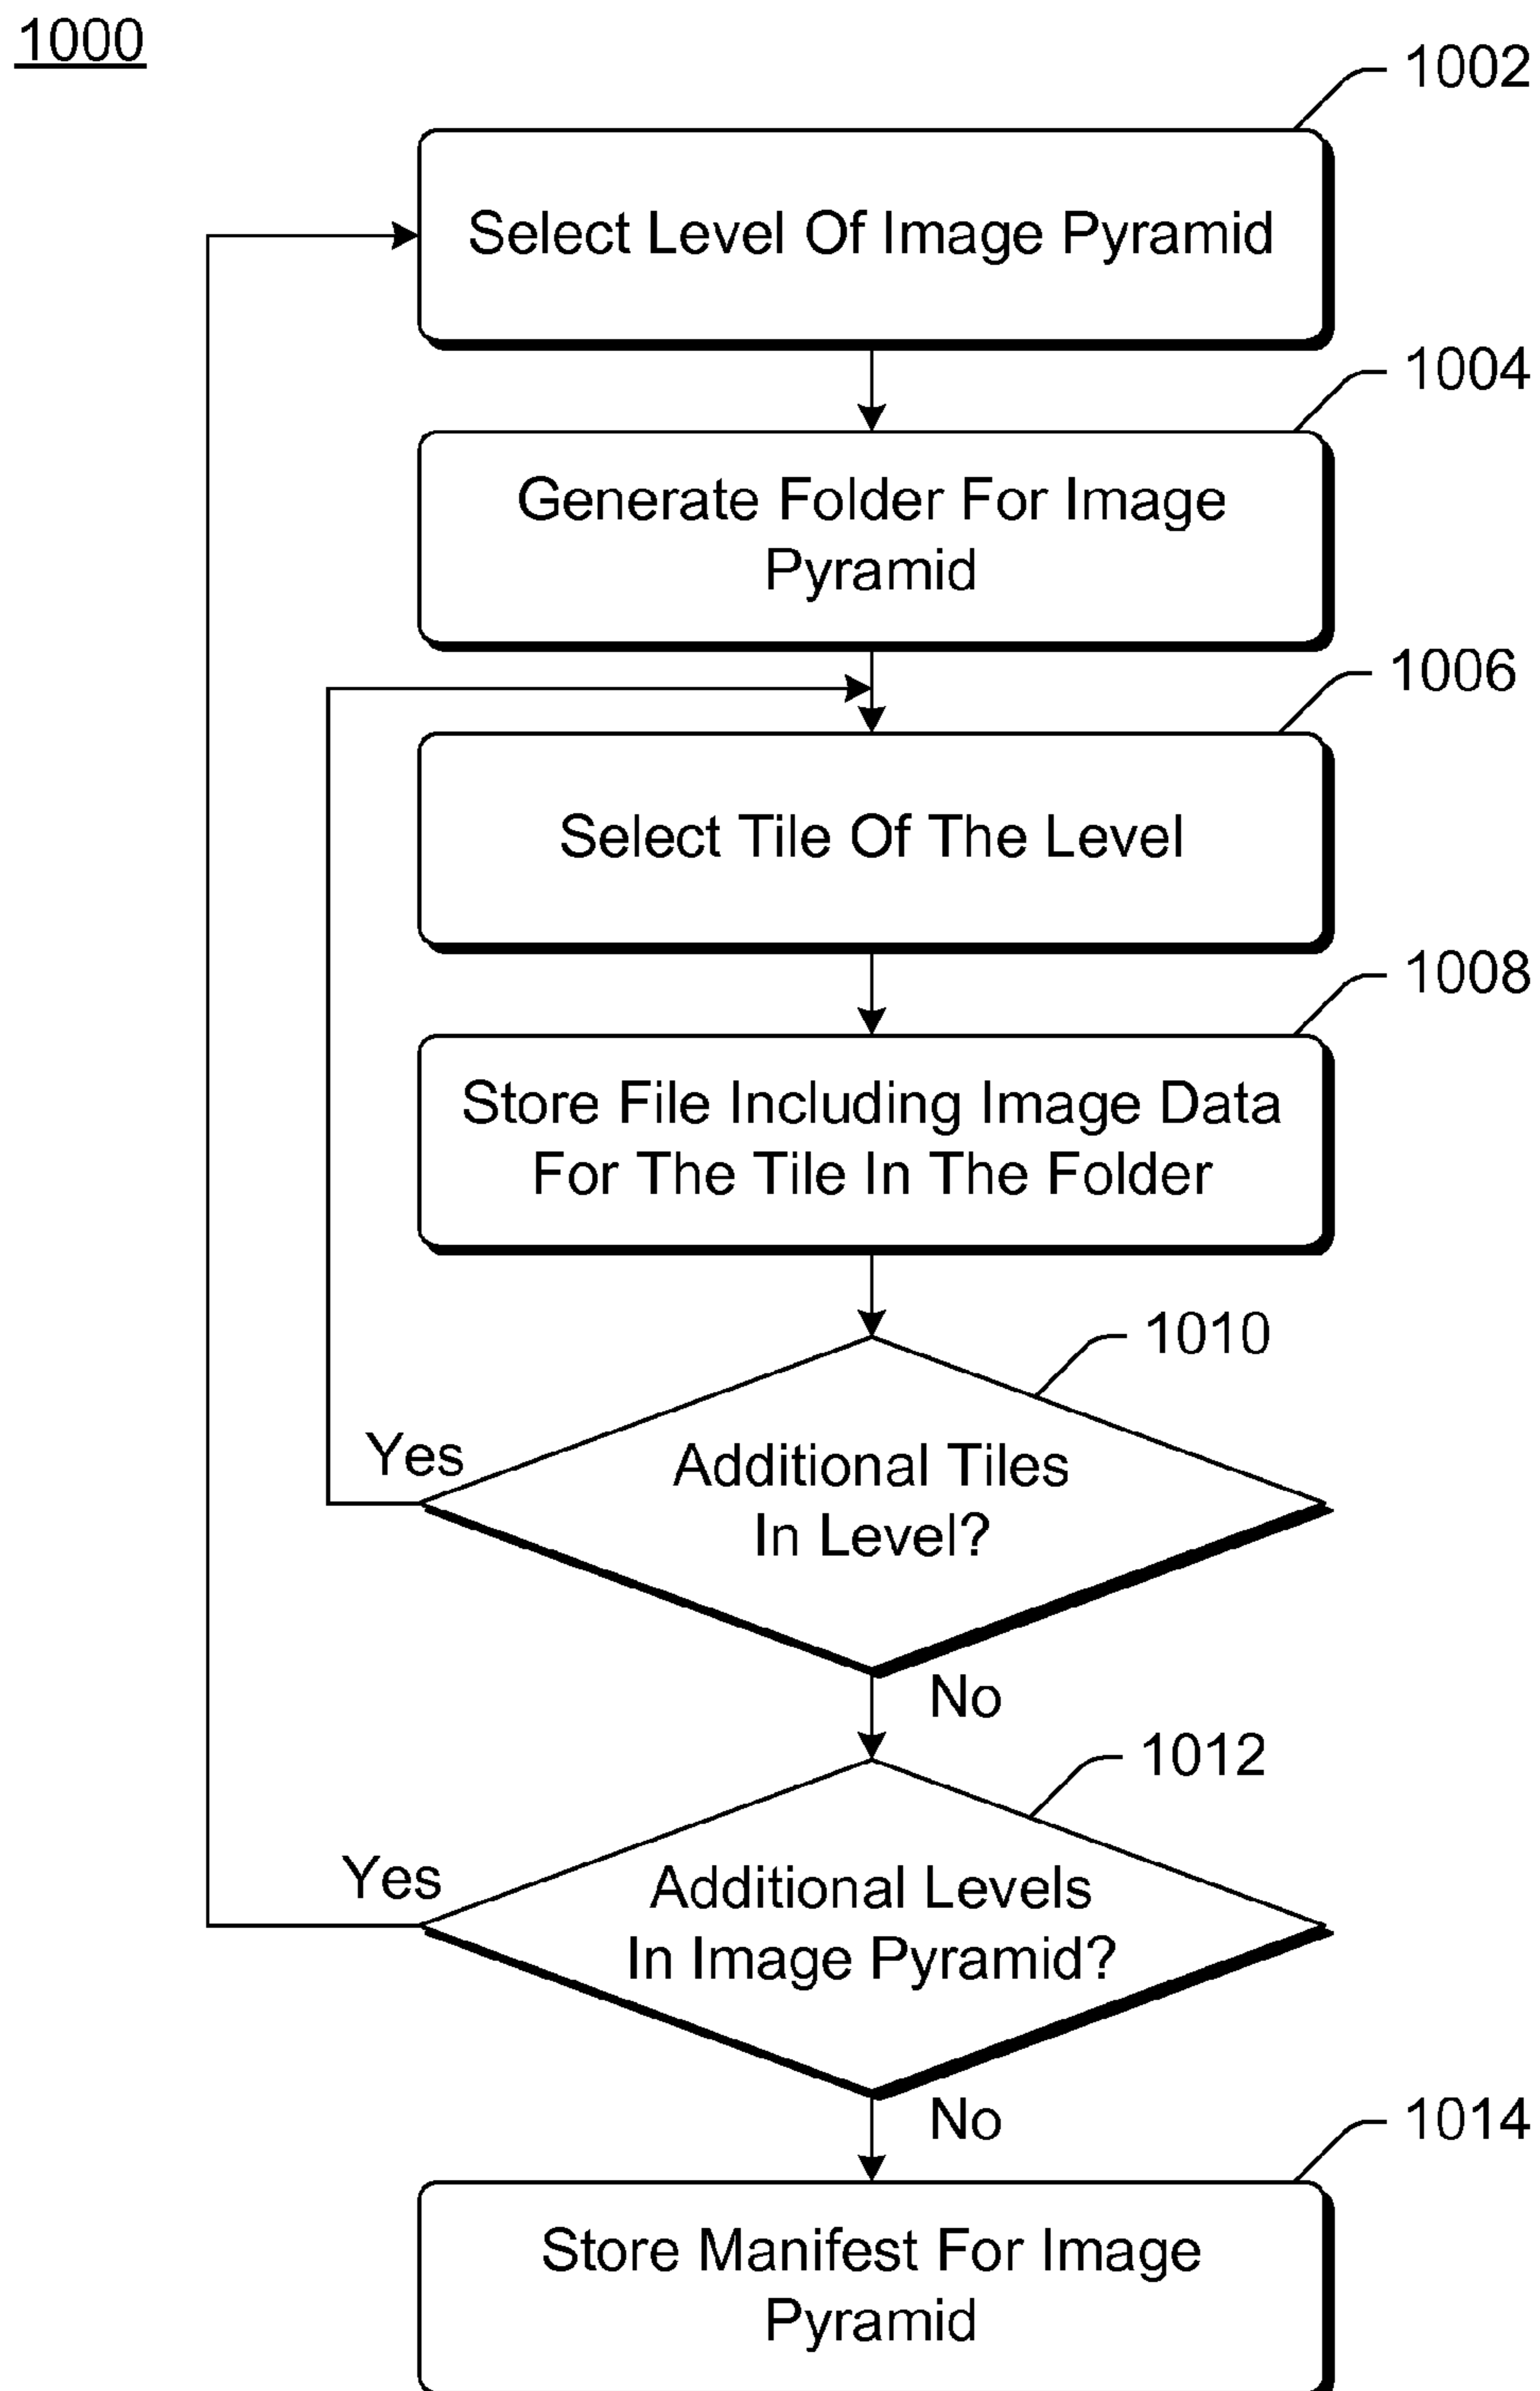 1000
1002
Select Level Of Image Pyramid
1004
Generate Folder For Image
Pyramid
1006
Select Tile Of The Level
1008
Store File Including Image Data
For The Tile In The Folder
1010
Yes
Additional Tiles
In Level?
No
1012
Yes
Additional Levels
In Image Pyramid?
No
1014
Store Manifest For Image
Pyramid